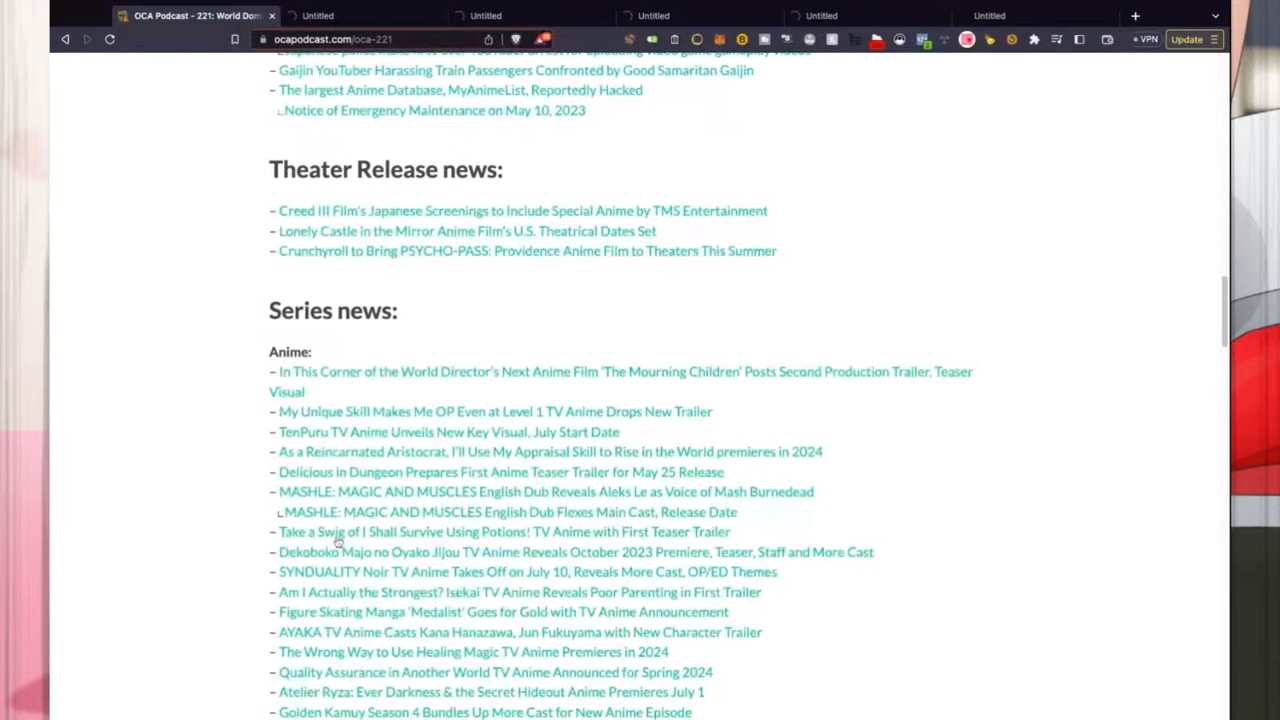 OCA Podcast - 221: World Dom
Untitled
Untitled
Untitled
Untitled
Untitled
ocapodcast.com/oca-221
VPN
Update
– Gaijin YouTuber Harassing Train Passengers Confronted by Good Samaritan Gaijin
– The largest Anime Database, MyAnimeList, Reportedly Hacked
Notice of Emergency Maintenance on May 10, 2023
Theater Release news:
– Creed III Film's Japanese Screenings to Include Special Anime by TMS Entertainment
– Lonely Castle in the Mirror Anime Film's U.S. Theatrical Dates Set
– Crunchyroll to Bring PSYCHO-PASS: Providence Anime Film to Theaters This Summer
Series news:
Anime:
– In This Corner of the World Director's Next Anime Film 'The Mourning Children' Posts Second Production Trailer, Teaser
Visual
– My Unique Skill Makes Me OP Even at Level 1 TV Anime Drops New Trailer
– TenPuru TV Anime Unveils New Key Visual, July Start Date
– As a Reincarnated Aristocrat, I'll Use My Appraisal Skill to Rise in the World premieres in 2024
– Delicious in Dungeon Prepares First Anime Teaser Trailer for May 25 Release
– MASHLE: MAGIC AND MUSCLES English Dub Reveals Aleks Le as Voice of Mash Burnedead
MASHLE: MAGIC AND MUSCLES English Dub Flexes Main Cast, Release Date
– Take a Swig of I Shall Survive Using Potions! TV Anime with First Teaser Trailer
– Dekoboko Majo no Oyako Jijou TV Anime Reveals October 2023 Premiere, Teaser, Staff and More Cast
– SYNDUALITY Noir TV Anime Takes Off on July 10, Reveals More Cast, OP/ED Themes
– Am I Actually the Strongest? Isekai TV Anime Reveals Poor Parenting in First Trailer
– Figure Skating Manga 'Medalist' Goes for Gold with TV Anime Announcement
– AYAKA TV Anime Casts Kana Hanazawa, Jun Fukuyama with New Character Trailer
– The Wrong Way to Use Healing Magic TV Anime Premieres in 2024
– Quality Assurance in Another World TV Anime Announced for Spring 2024
– Atelier Ryza: Ever Darkness & the Secret Hideout Anime Premieres July 1
– Golden Kamuy Season 4 Bundles Up More Cast for New Anime Episode